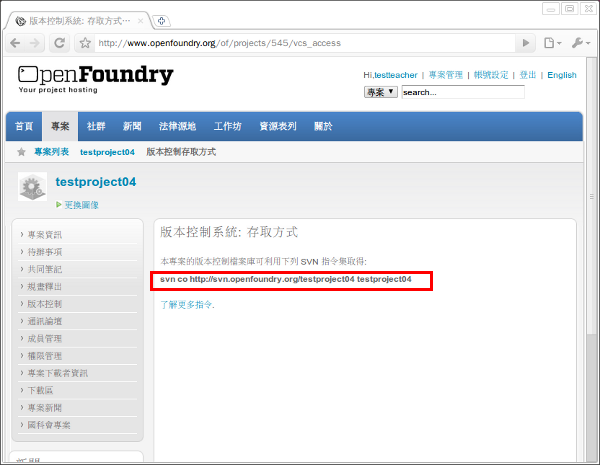 版本控制系統: 存取方式…
http://www.openfoundry.org/of/projects/545/vcs_access
OpenFoundry
Your project hosting
Hi,testteacher | 專案管理 | 帳號設定 | 登出 | English
專案 search...
首頁 專案 社群 新聞 法律源地 工作坊 資源表列 關於
專案列表 testproject04 版本控制存取方式
testproject04
更換圖像
專案資訊
待辦事項
共同筆記
規畫釋出
版本控制
通訊論壇
成員管理
權限管理
專案下載者資訊
下載區
專案新聞
國科會專案
版本控制系統: 存取方式
本專案的版本控制檔案庫可利用下列 SVN 指令集取得:
svn co http://svn.openfoundry.org/testproject04 testproject04
了解更多指令.